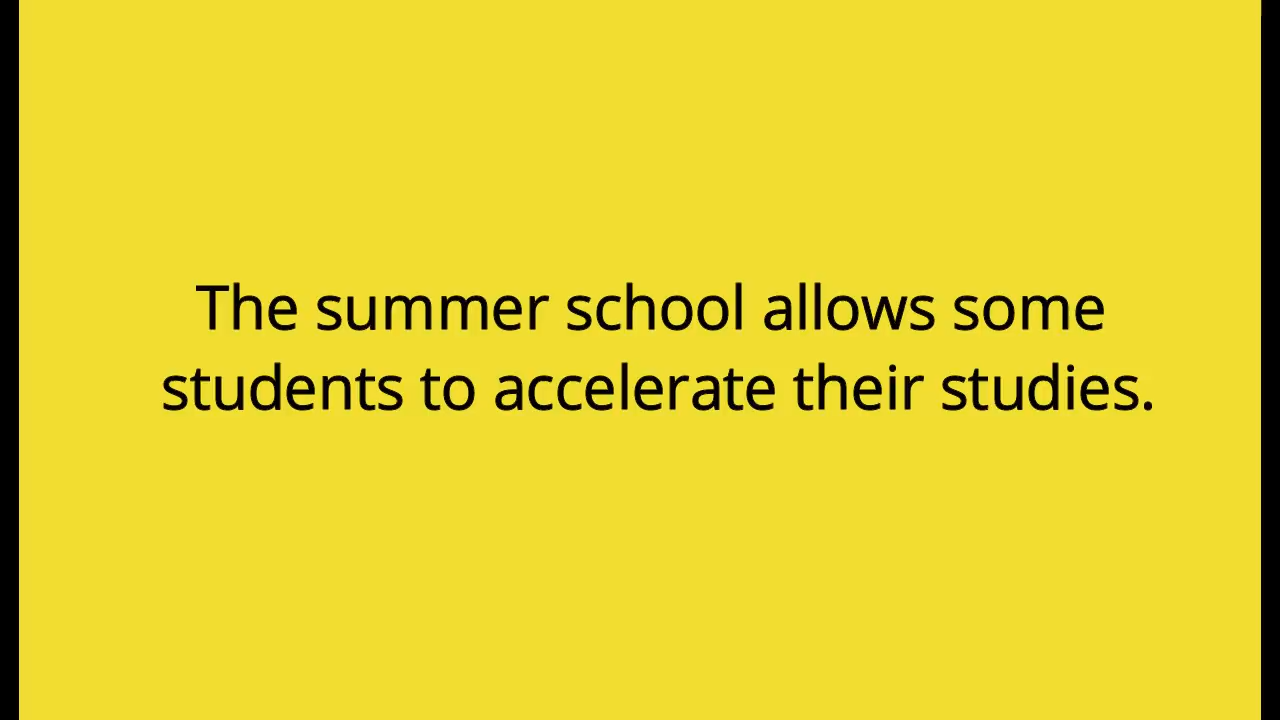 The summer school allows some
students to accelerate their studies.